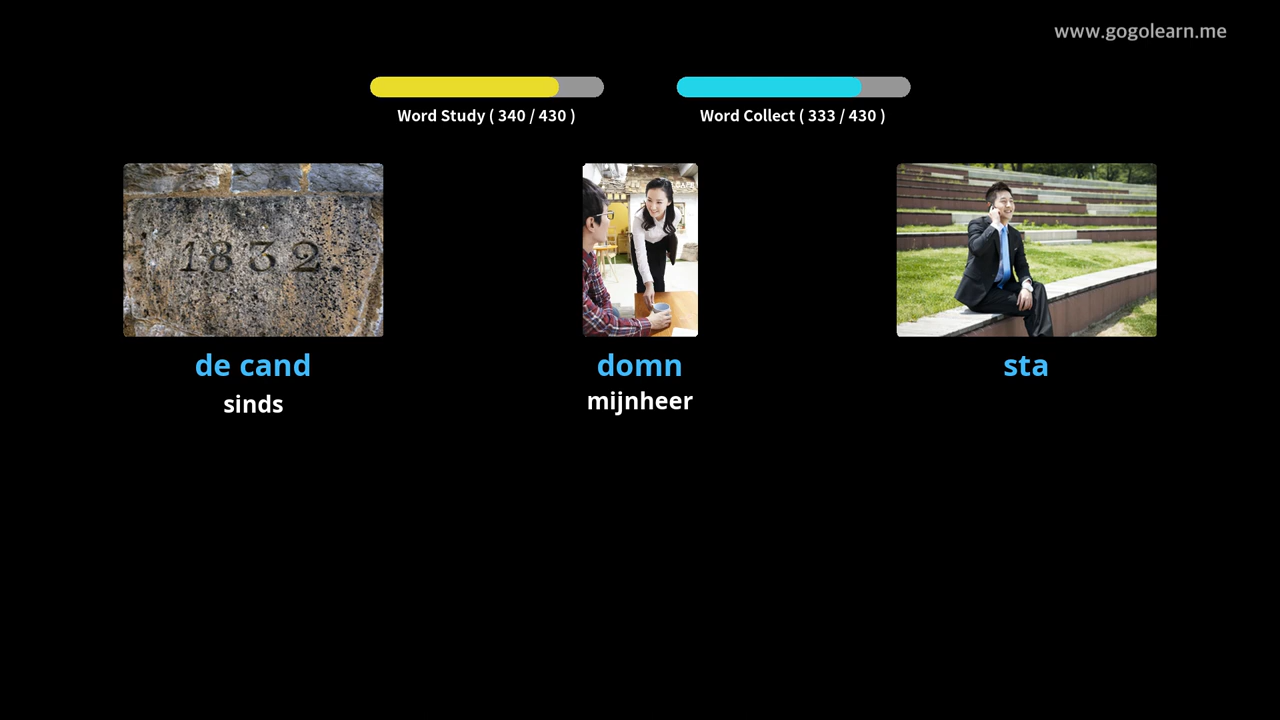 www.gogolearn.me
Word Study ( 340 / 430 )
Word Collect ( 333 / 430 )
1832.
de cand
domn
sta
sinds
mijnheer